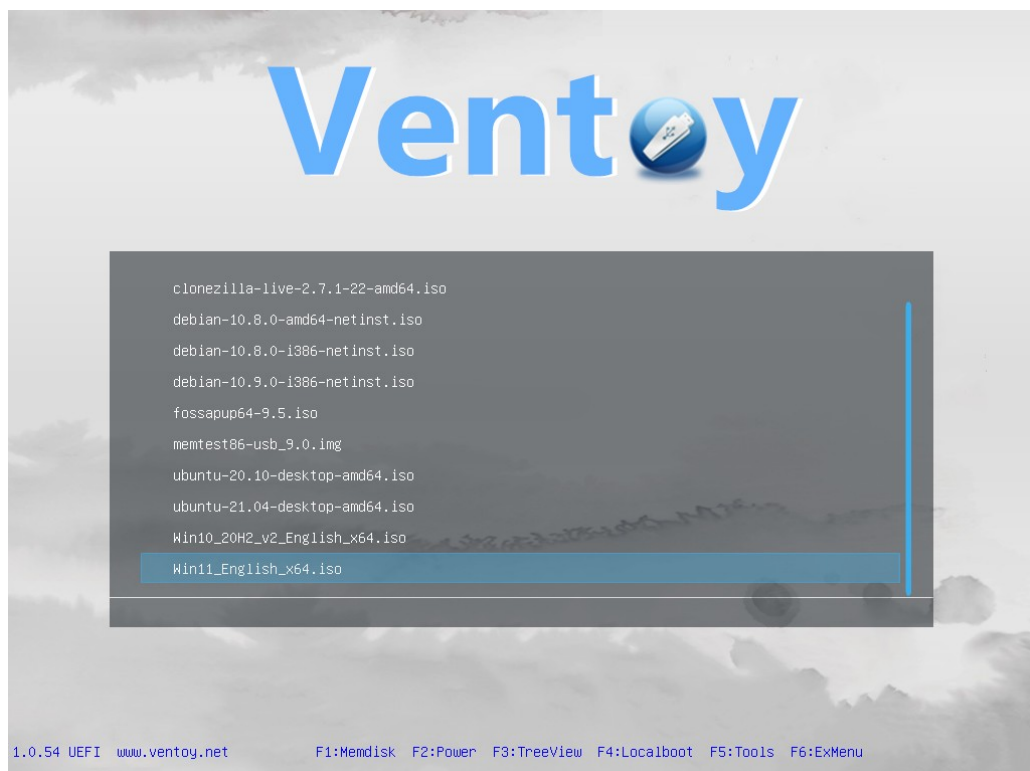 Ventoy
clonezilla-live-2.7.1-22-amd64.iso
debian-10.8.0-amd64-netinst.iso
debian-10.8.0-i386-netinst.iso
debian-10.9.0-i386-netinst.iso
fossapup64-9.5.iso
memtest86-usb_9.0.img
ubuntu-20.10-desktop-amd64.iso
ubuntu-21.04-desktop-amd64.iso
Win10_20H2_v2_English_x64.iso
Win11_English_x64.iso
1.0.54 UEFI www.ventoy.net F1:Memdisk F2:Power F3:TreeView F4:Localboot F5:Tools F6:ExMenu